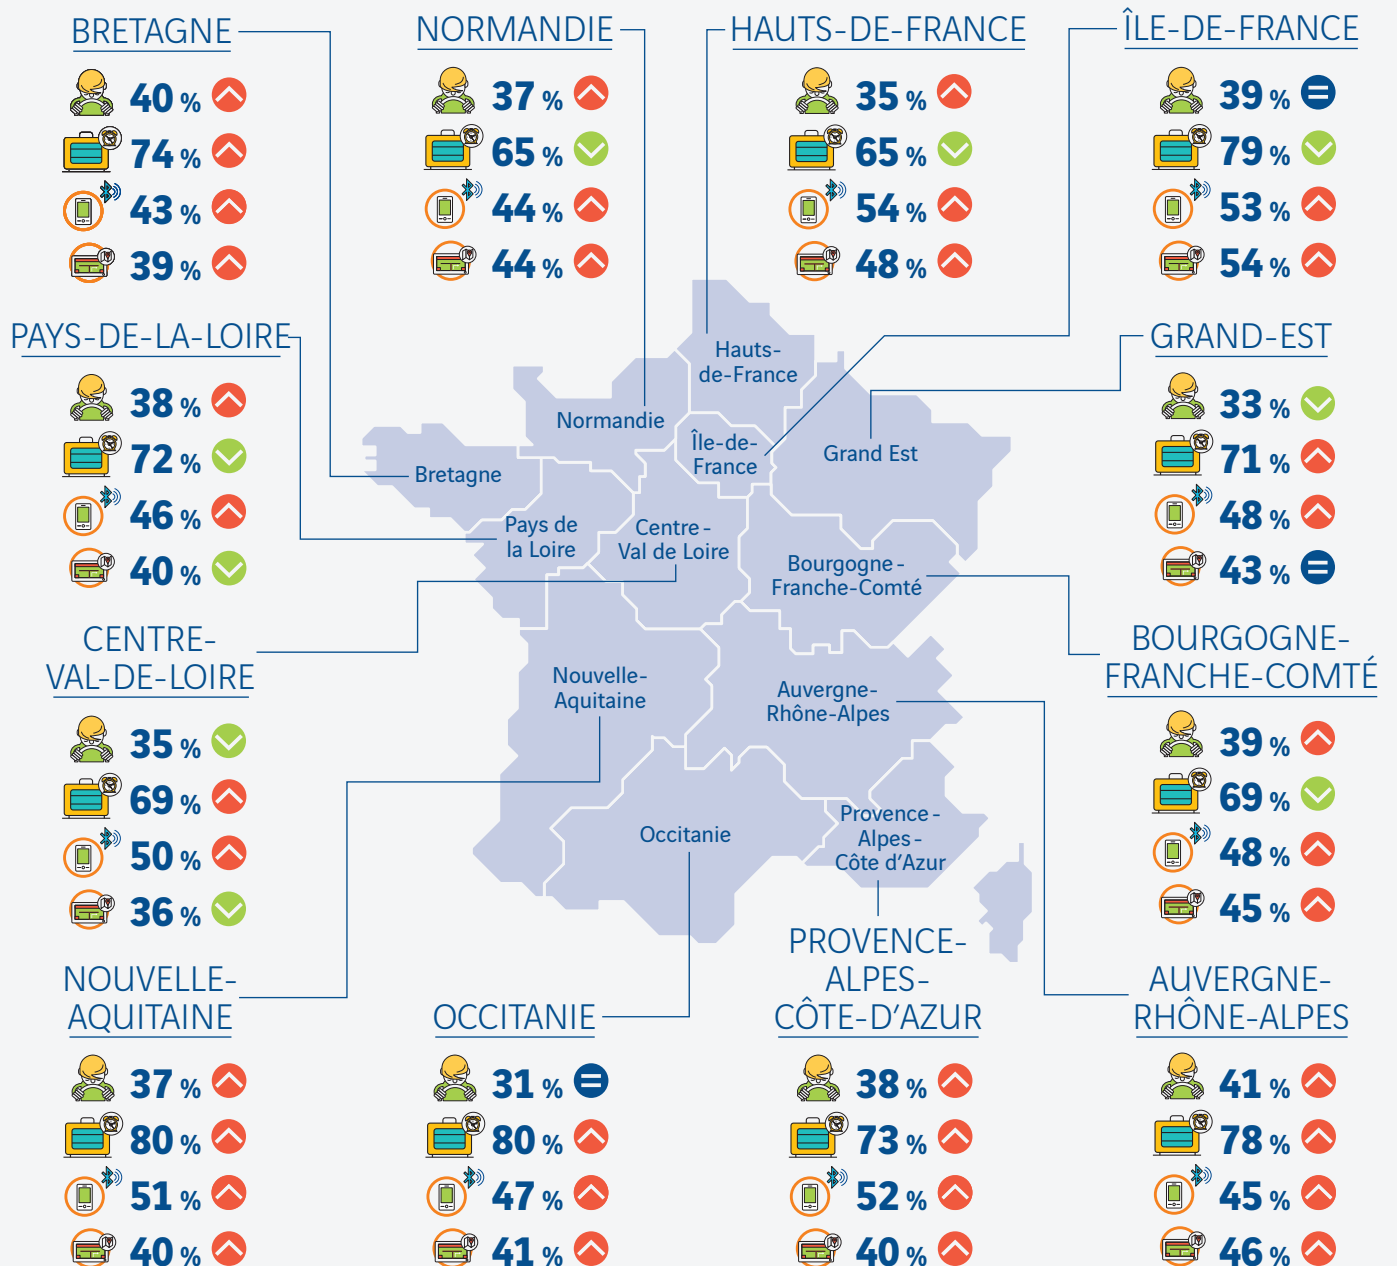 BRETAGNE
40 %
74 %
43 %
39 %
NORMANDIE
37 %
65 %
44 %
44 %
HAUTS-DE-FRANCE
35 %
65 %
54 %
48 %
ÎLE-DE-FRANCE
39 %
79 %
53 %
54 %
PAYS-DE-LA-LOIRE
38 %
72 %
46 %
40 %
GRAND-EST
33 %
71 %
48 %
43 %
Hauts-
de-France
Normandie
Île-de-
France
Grand Est
Bretagne
Pays de
la Loire
Centre-
Val de Loire
Bourgogne-
Franche-Comté
Nouvelle-
Aquitaine
Auvergne-
Rhône-Alpes
Occitanie
Provence-
Alpes-
Côte d'Azur
CENTRE-
VAL-DE-LOIRE
35 %
69 %
50 %
36 %
BOURGOGNE-
FRANCHE-COMTÉ
39 %
69 %
48 %
45 %
NOUVELLE-
AQUITAINE
37 %
80 %
51 %
40 %
OCCITANIE
31 %
80 %
47 %
41 %
PROVENCE-
ALPES-
CÔTE-D'AZUR
38 %
73 %
52 %
40 %
AUVERGNE-
RHÔNE-ALPES
41 %
78 %
45 %
46 %